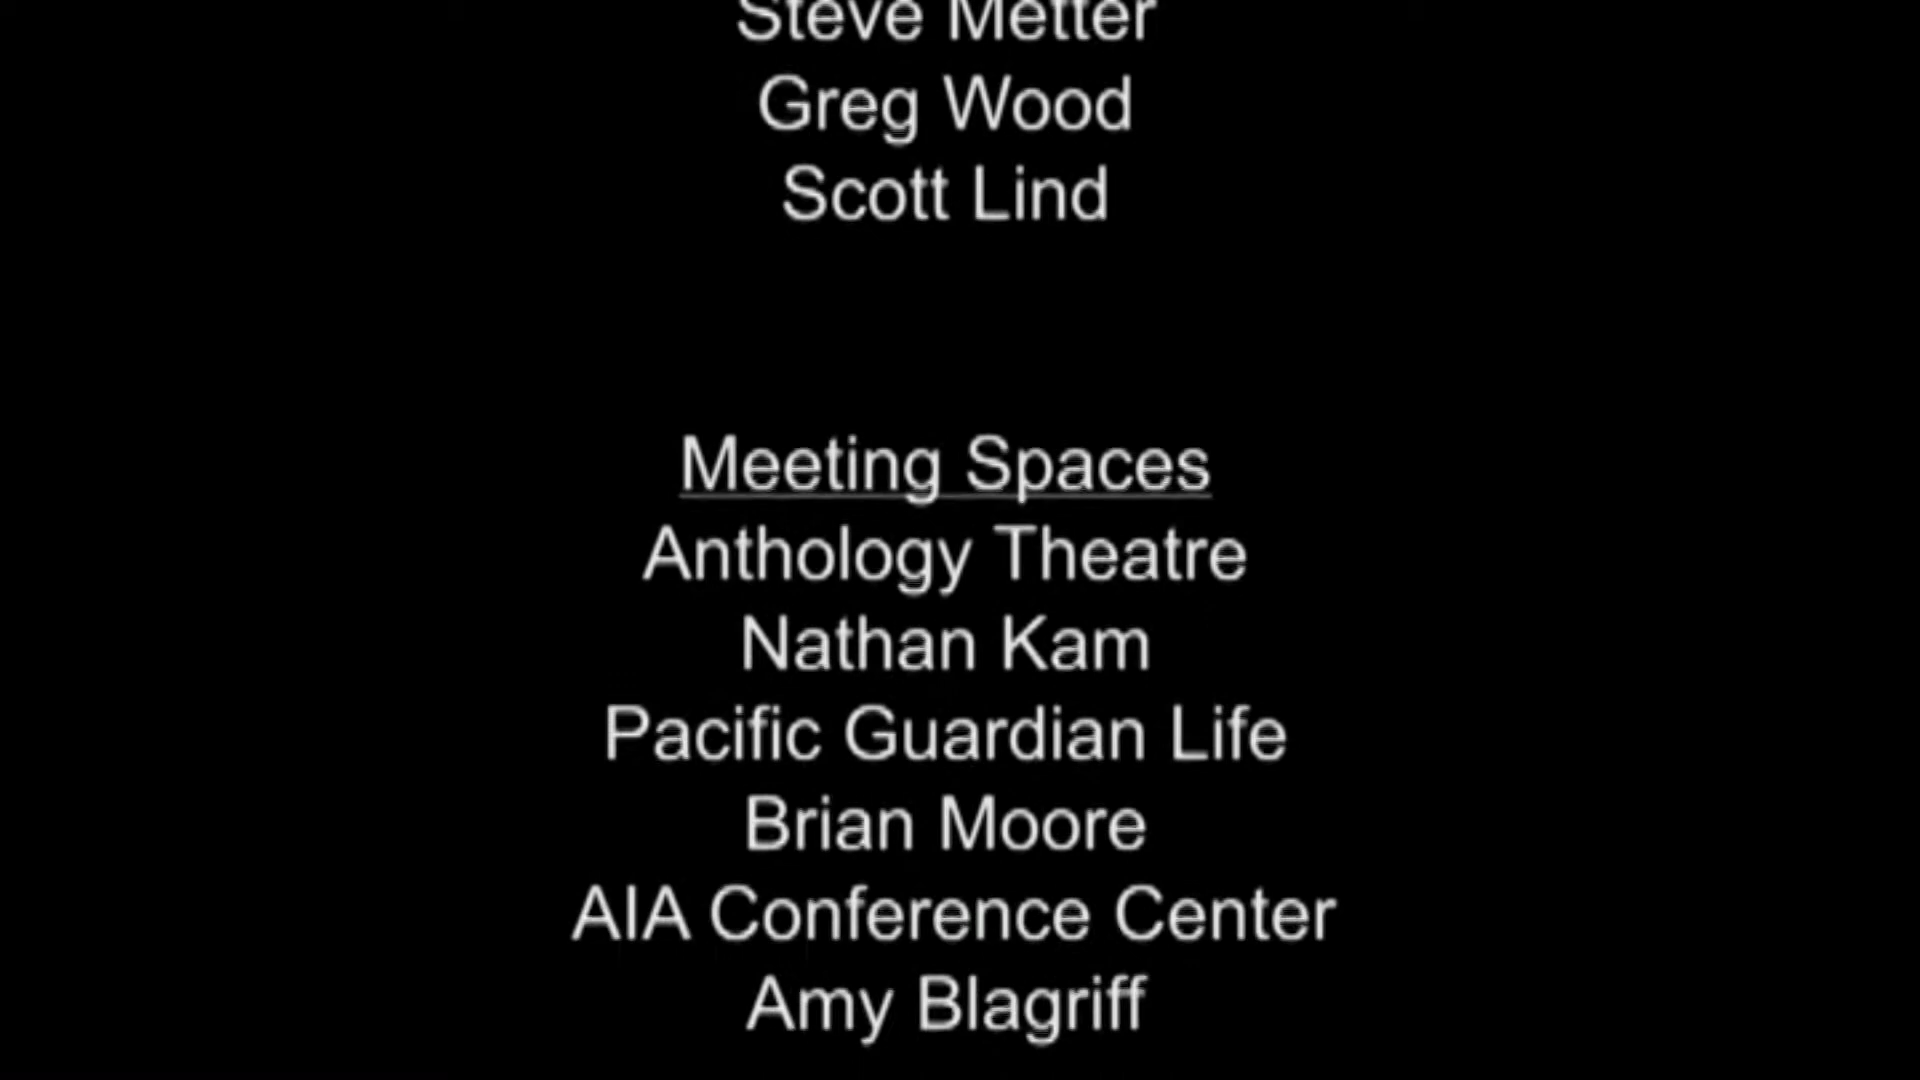 Steve Metter
Greg Wood
Scott Lind
Meeting Spaces
Anthology Theatre
Nathan Kam
Pacific Guardian Life
Brian Moore
AIA Conference Center
Amy Blagriff